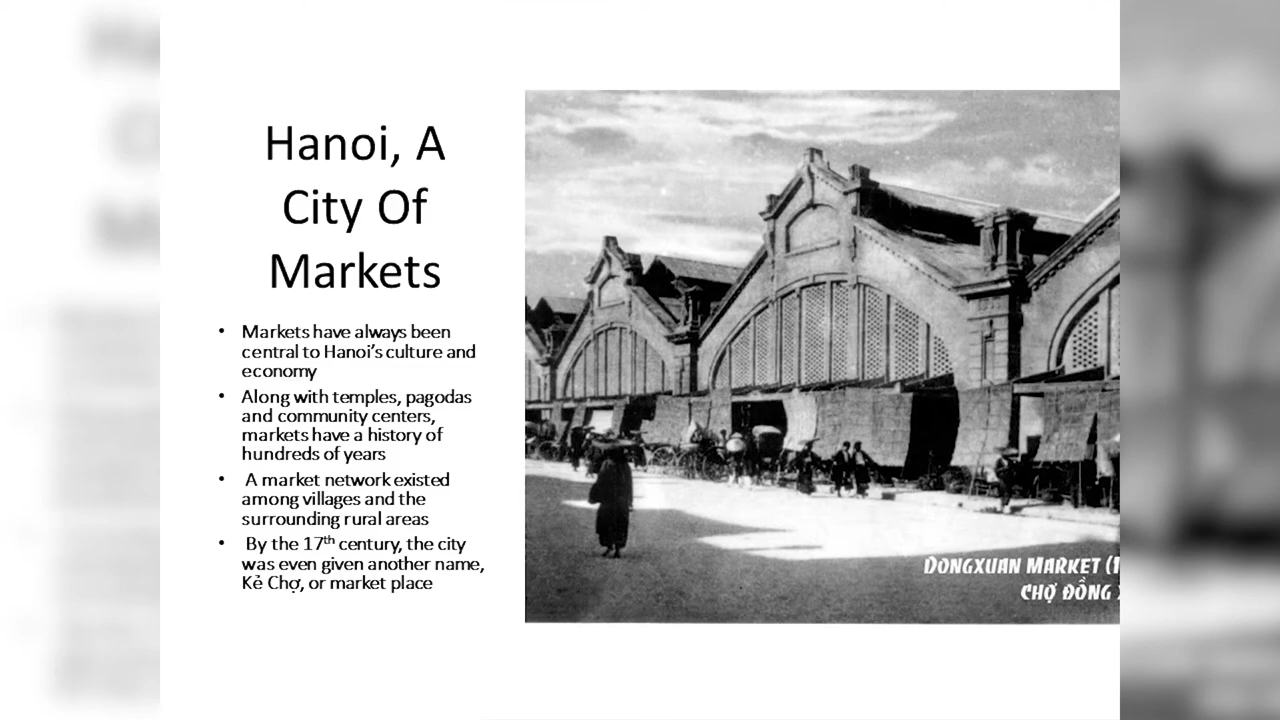 Hanoi, A
City Of
Markets
• Markets have always been
central to Hanoi's culture and
economy
• Along with temples, pagodas
and community centers,
markets have a history of
hundreds of years
• A market network existed
among villages and the
surrounding rural areas
• By the 17th century, the city
was even given another name,
Kẻ Chợ, or market place
DONGXUAN MARKET (
CHỢ ĐỒNG